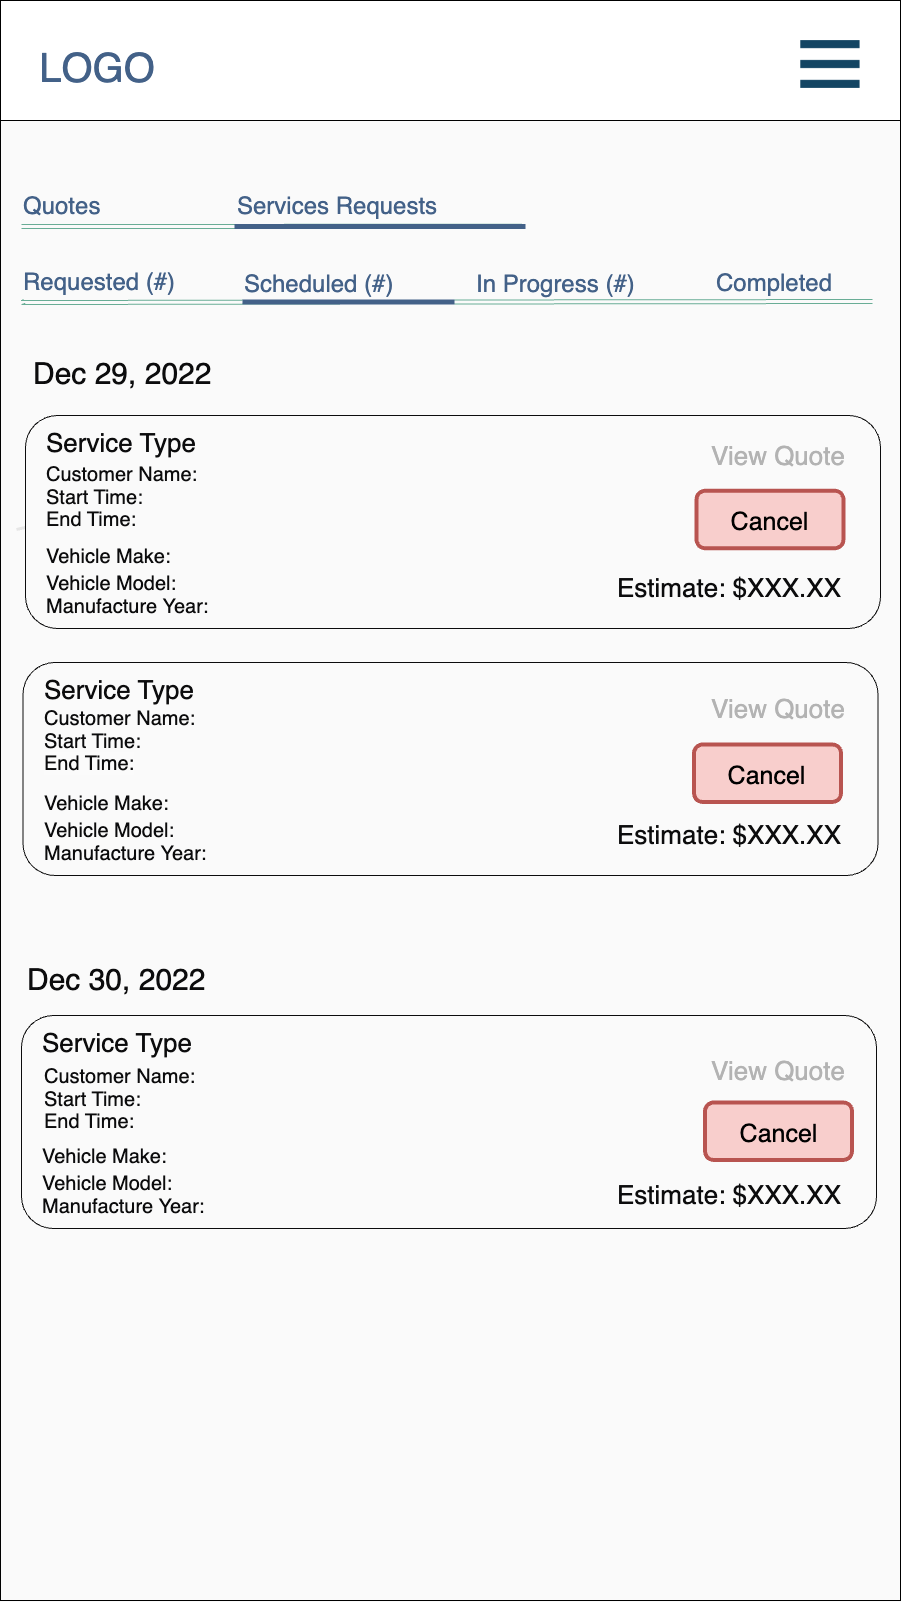 LOGO
Quotes
Services Requests
Requested (#)
Scheduled (#)
In Progress (#)
Completed
Dec 29, 2022
Service Type
Customer Name:
Start Time:
End Time:
Vehicle Make:
Vehicle Model:
Manufacture Year:
View Quote
Cancel
Estimate: $XXX.XX
Service Type
Customer Name:
Start Time:
End Time:
Vehicle Make:
Vehicle Model:
Manufacture Year:
View Quote
Cancel
Estimate: $XXX.XX
Dec 30, 2022
Service Type
Customer Name:
Start Time:
End Time:
Vehicle Make:
Vehicle Model:
Manufacture Year:
View Quote
Cancel
Estimate: $XXX.XX